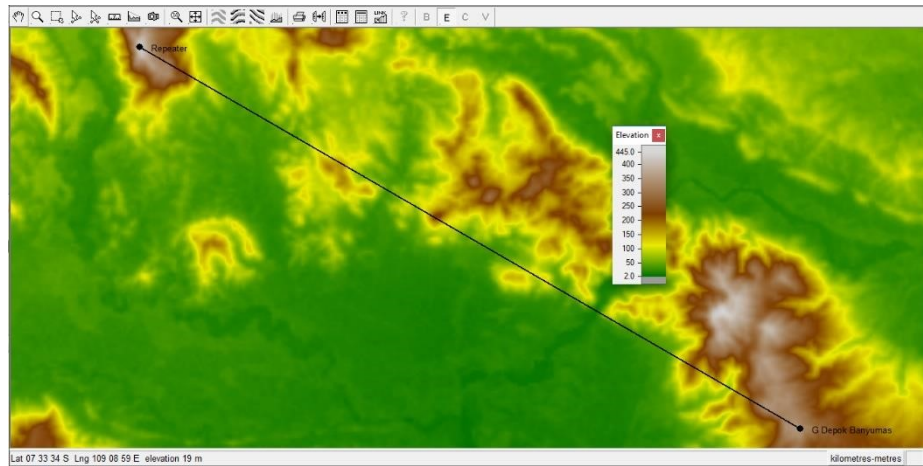 LINK
? B E C V
Repeater
Elevation x
445.0
400
350
300
250
200
150
100
50
2.0
G Depok Banyumas
Lat 07 33 34 S Lng 109 08 59 E elevation 19 m
kilometres-metres